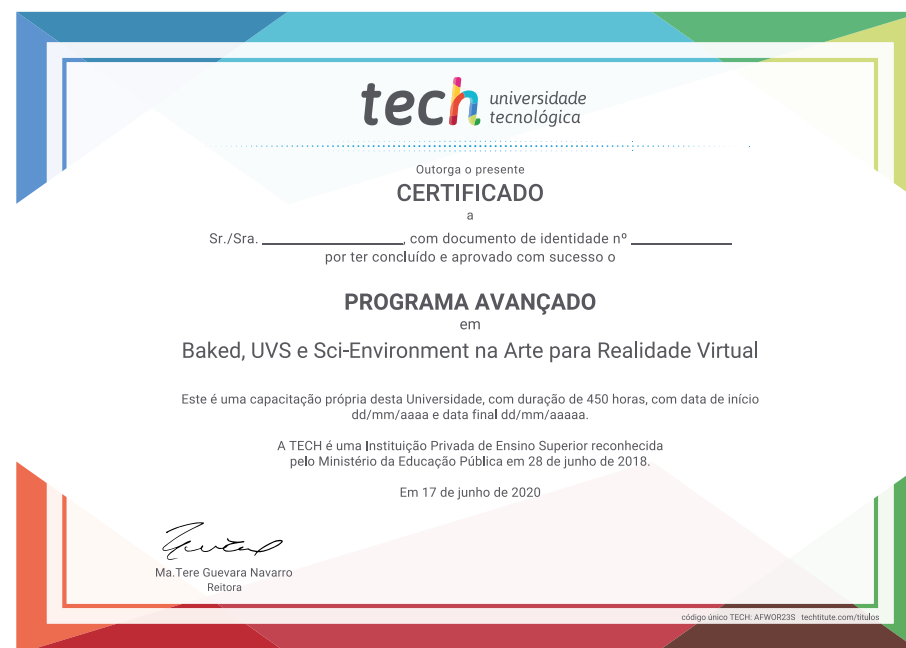 tech universidade
tecnológica
Outorga o presente
CERTIFICADO
a
Sr./Sra. ________________, com documento de identidade nº ____________
por ter concluído e aprovado com sucesso o
PROGRAMA AVANÇADO
em
Baked, UVS e Sci-Environment na Arte para Realidade Virtual
Este é uma capacitação própria desta Universidade, com duração de 450 horas, com data de início
dd/mm/aaaa e data final dd/mm/aaaaa.
A TECH é uma Instituição Privada de Ensino Superior reconhecida
pelo Ministério da Educação Pública em 28 de junho de 2018.
Em 17 de junho de 2020
Ma.Tere Guevara Navarro
Reitora
código único TECH: AFWOR23S techtitute.com/titulos